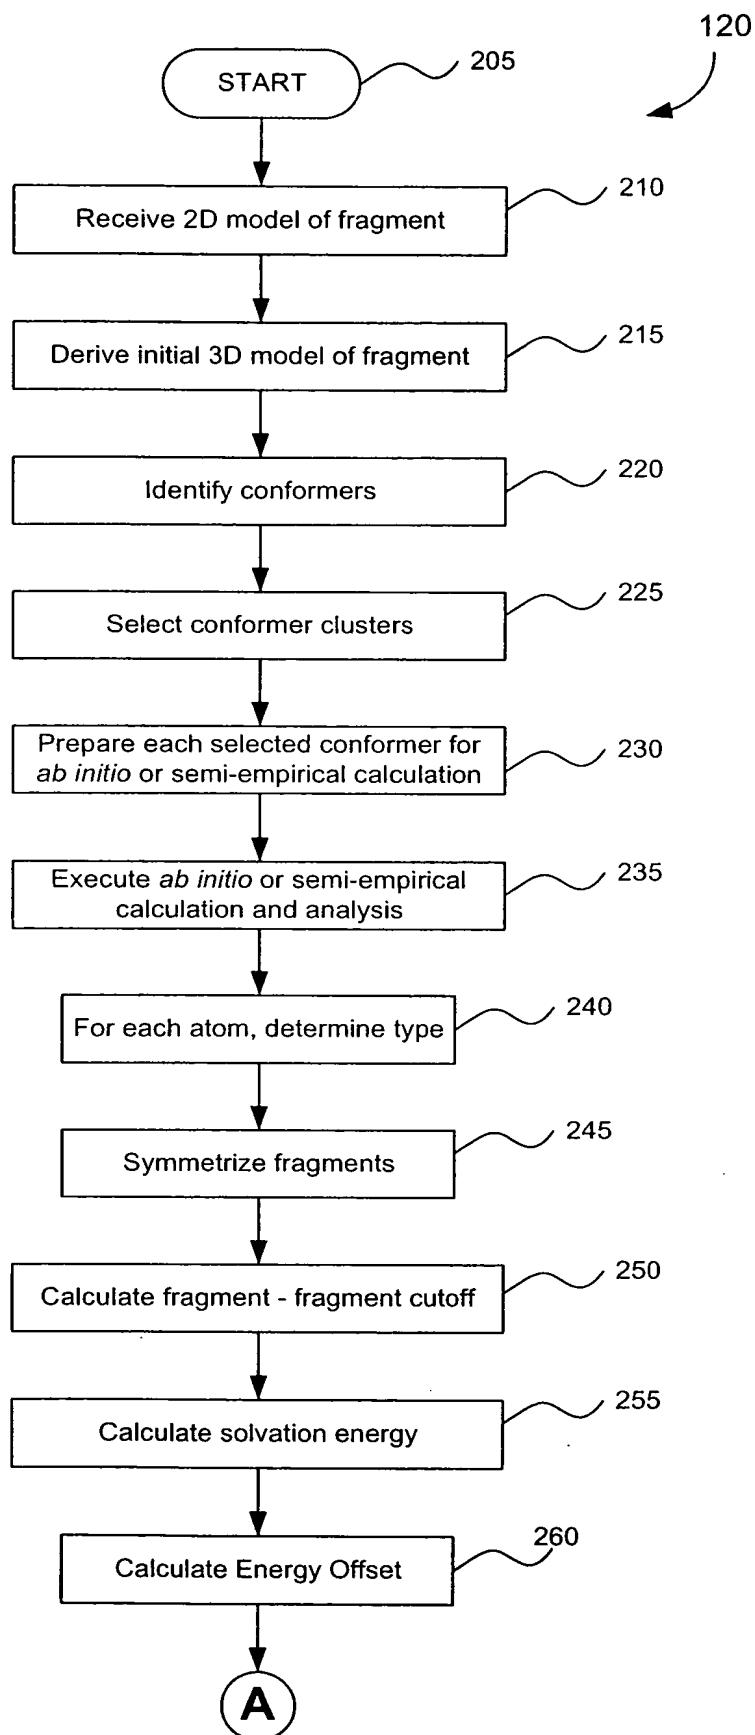 120
START
205
Receive 2D model of fragment
210
Derive initial 3D model of fragment
215
Identify conformers
220
Select conformer clusters
225
Prepare each selected conformer for
ab initio or semi-empirical calculation
230
Execute ab initio or semi-empirical
calculation and analysis
235
For each atom, determine type
240
Symmetrize fragments
245
Calculate fragment - fragment cutoff
250
Calculate solvation energy
255
Calculate Energy Offset
260
A